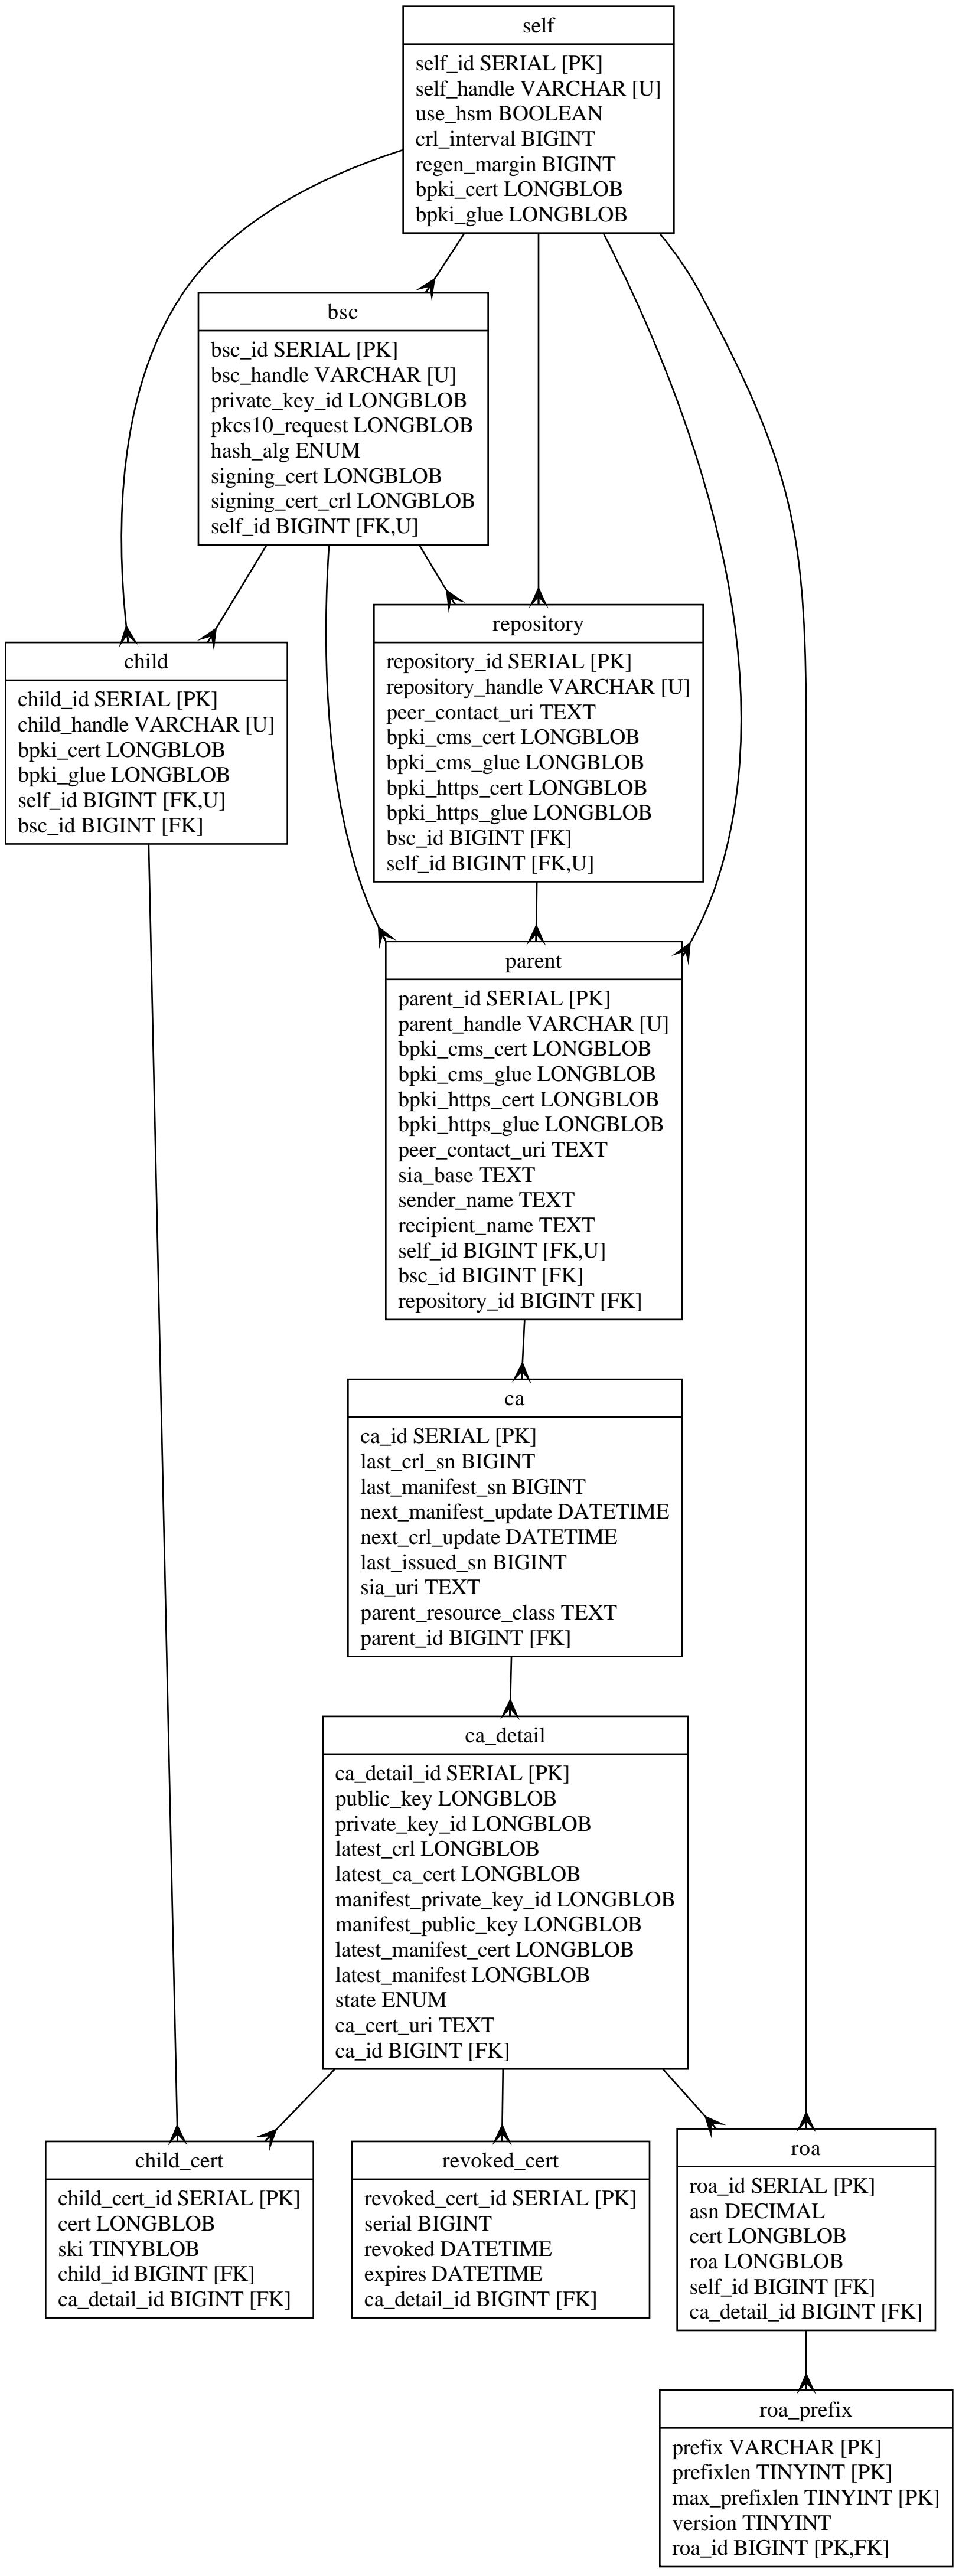 self
self_id SERIAL [PK]
self_handle VARCHAR [U]
use_hsm BOOLEAN
crl_interval BIGINT
regen_margin BIGINT
bpki_cert LONGBLOB
bpki_glue LONGBLOB
bsc
bsc_id SERIAL [PK]
bsc_handle VARCHAR [U]
private_key_id LONGBLOB
pkcs10_request LONGBLOB
hash_alg ENUM
signing_cert LONGBLOB
signing_cert_crl LONGBLOB
self_id BIGINT [FK,U]
repository
repository_id SERIAL [PK]
repository_handle VARCHAR [U]
peer_contact_uri TEXT
bpki_cms_cert LONGBLOB
bpki_cms_glue LONGBLOB
bpki_https_cert LONGBLOB
bpki_https_glue LONGBLOB
bsc_id BIGINT [FK]
self_id BIGINT [FK,U]
child
child_id SERIAL [PK]
child_handle VARCHAR [U]
bpki_cert LONGBLOB
bpki_glue LONGBLOB
self_id BIGINT [FK,U]
bsc_id BIGINT [FK]
parent
parent_id SERIAL [PK]
parent_handle VARCHAR [U]
bpki_cms_cert LONGBLOB
bpki_cms_glue LONGBLOB
bpki_https_cert LONGBLOB
bpki_https_glue LONGBLOB
peer_contact_uri TEXT
sia_base TEXT
sender_name TEXT
recipient_name TEXT
self_id BIGINT [FK,U]
bsc_id BIGINT [FK]
repository_id BIGINT [FK]
ca
ca_id SERIAL [PK]
last_crl_sn BIGINT
last_manifest_sn BIGINT
next_manifest_update DATETIME
next_crl_update DATETIME
last_issued_sn BIGINT
sia_uri TEXT
parent_resource_class TEXT
parent_id BIGINT [FK]
ca_detail
ca_detail_id SERIAL [PK]
public_key LONGBLOB
private_key_id LONGBLOB
latest_crl LONGBLOB
latest_ca_cert LONGBLOB
manifest_private_key_id LONGBLOB
manifest_public_key LONGBLOB
latest_manifest_cert LONGBLOB
latest_manifest LONGBLOB
state ENUM
ca_cert_uri TEXT
ca_id BIGINT [FK]
child_cert
child_cert_id SERIAL [PK]
cert LONGBLOB
ski TINYBLOB
child_id BIGINT [FK]
ca_detail_id BIGINT [FK]
revoked_cert
revoked_cert_id SERIAL [PK]
serial BIGINT
revoked DATETIME
expires DATETIME
ca_detail_id BIGINT [FK]
roa
roa_id SERIAL [PK]
asn DECIMAL
cert LONGBLOB
roa LONGBLOB
self_id BIGINT [FK]
ca_detail_id BIGINT [FK]
roa_prefix
prefix VARCHAR [PK]
prefixlen TINYINT [PK]
max_prefixlen TINYINT [PK]
version TINYINT
roa_id BIGINT [PK,FK]